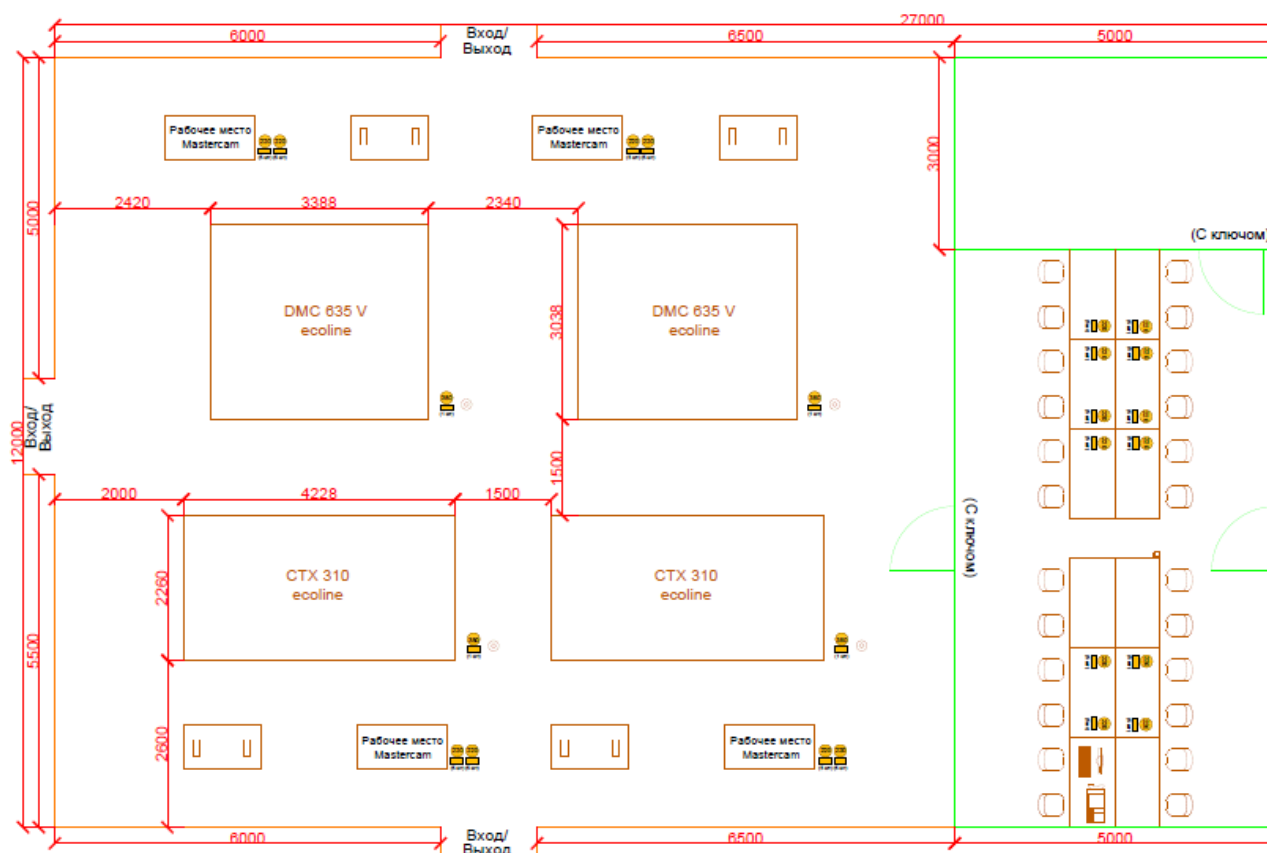 27000
6000
Вход/
Выход
6500
5000
Рабочее место
Mastercam
Рабочее место
Mastercam
3000
5000
2420
3388
2340
(С ключом)
DMC 635 V
ecoline
3038
DMC 635 V
ecoline
12000
Вход/
Выход
1500
2000
4228
1500
(С ключом)
2260
CTX 310
ecoline
CTX 310
ecoline
5500
2600
Рабочее место
Mastercam
Рабочее место
Mastercam
6000
Вход/
Выход
6500
5000